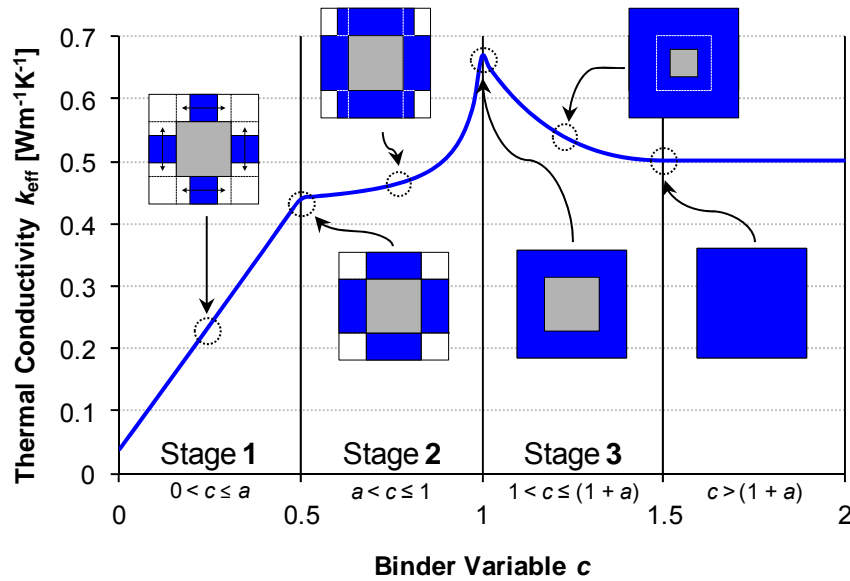 Thermal Conductivity keff [Wm−1K−1]
0.7
0.6
0.5
0.4
0.3
0.2
0.1
0
Stage 1
Stage 2
Stage 3
0 < c ≤ a
a < c ≤ 1
1 < c ≤ (1 + a)
c > (1 + a)
0
0.5
1
1.5
2
Binder Variable c